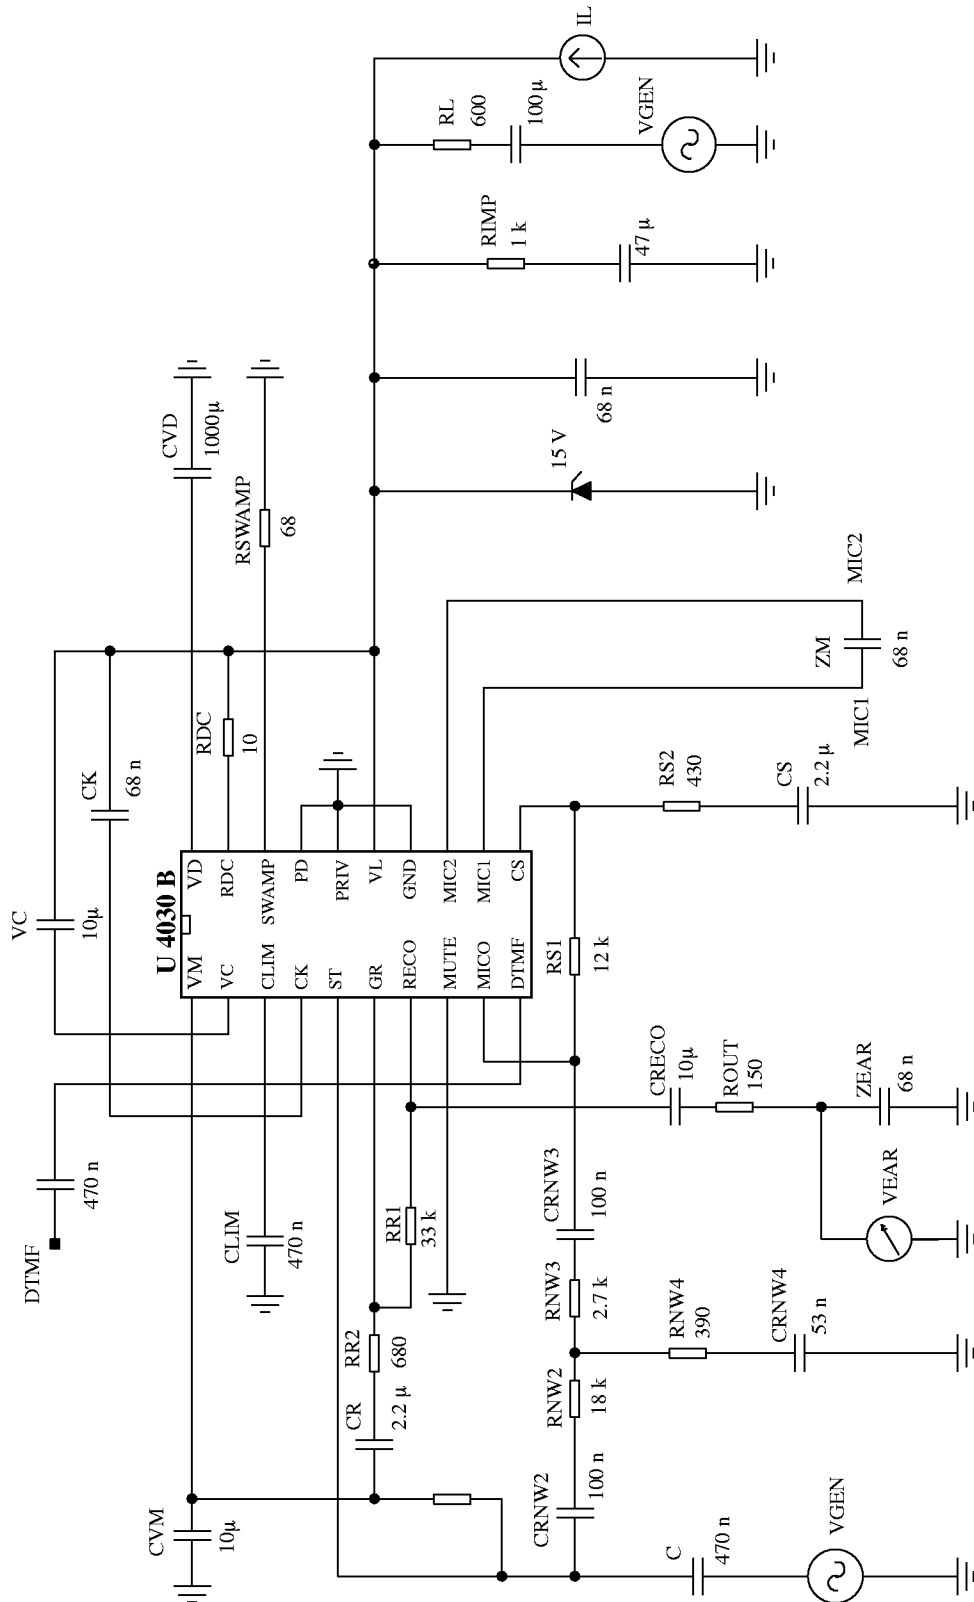 IL
RL
600
100µ
VGEN
RIMP
1 k
47 µ
68 n
15 V
CVD
1000µ
RSWAMP
68
RDC
10
CK
68 n
VC
10µ
MIC2
ZM
68 n
MIC1
RS2
430
CS
2.2 µ
U 4030 B
VM VD
VC RDC
CLIM SWAMP
CK PD
ST PRIV
GR VL
RECO GND
MUTE MIC2
MICO MIC1
DTMF CS
RS1
12 k
CRECO
10µ
ROUT
150
ZEAR
68 n
VEAR
DTMF
470 n
CLIM
470 n
RR1
33 k
RR2
680
CR
2.2 µ
CRNW3
100 n
RNW3
2.7 k
RNW4
390
CRNW4
53 n
RNW2
18 k
CRNW2
100 n
CVM
10µ
C
470 n
VGEN